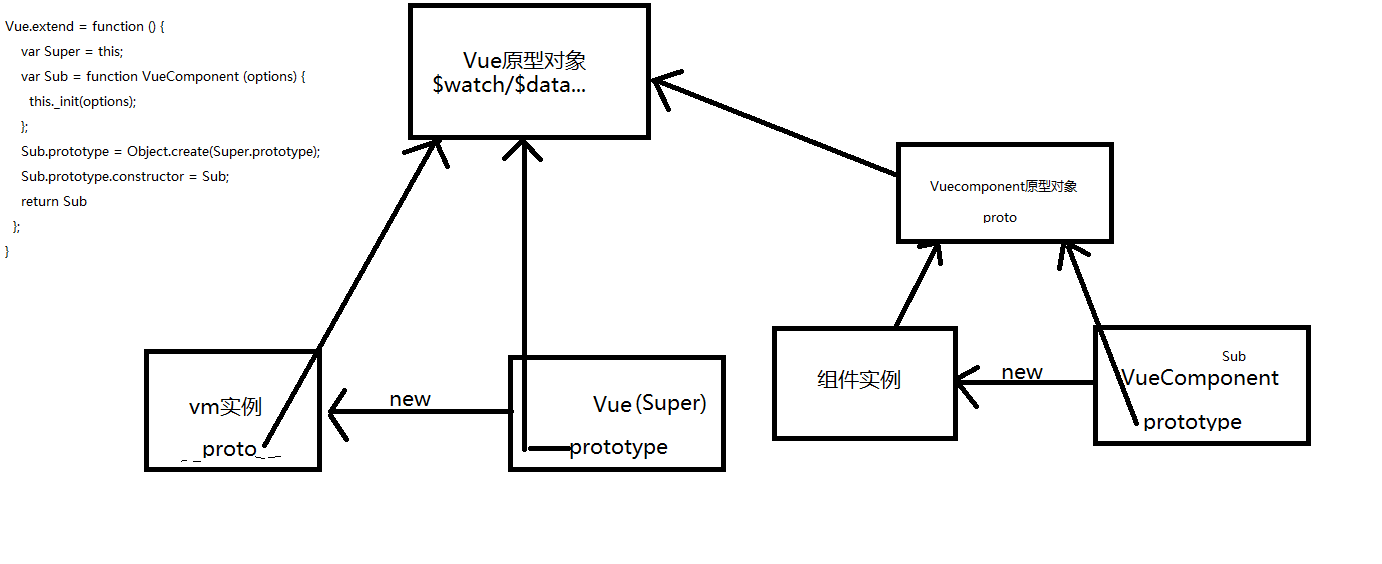 Vue.extend = function () {
var Super = this;
var Sub = function VueComponent (options) {
this._init(options);
};
Sub.prototype = Object.create(Super.prototype);
Sub.prototype.constructor = Sub;
return Sub
};
}
Vue原型对象
$watch/$data...
Vuecomponent原型对象
proto
vm实例
__proto__
new
Vue(Super)
prototype
组件实例
new
Sub
VueComponent
prototype